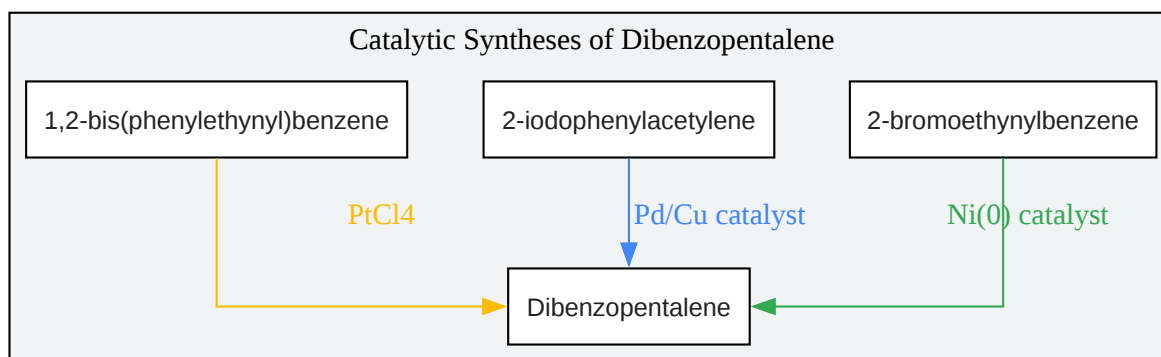 Catalytic Syntheses of Dibenzopentalene
1,2-bis(phenylethynyl)benzene
2-iodophenylacetylene
2-bromoethynylbenzene
PtCl4
Pd/Cu catalyst
Ni(0) catalyst
Dibenzopentalene